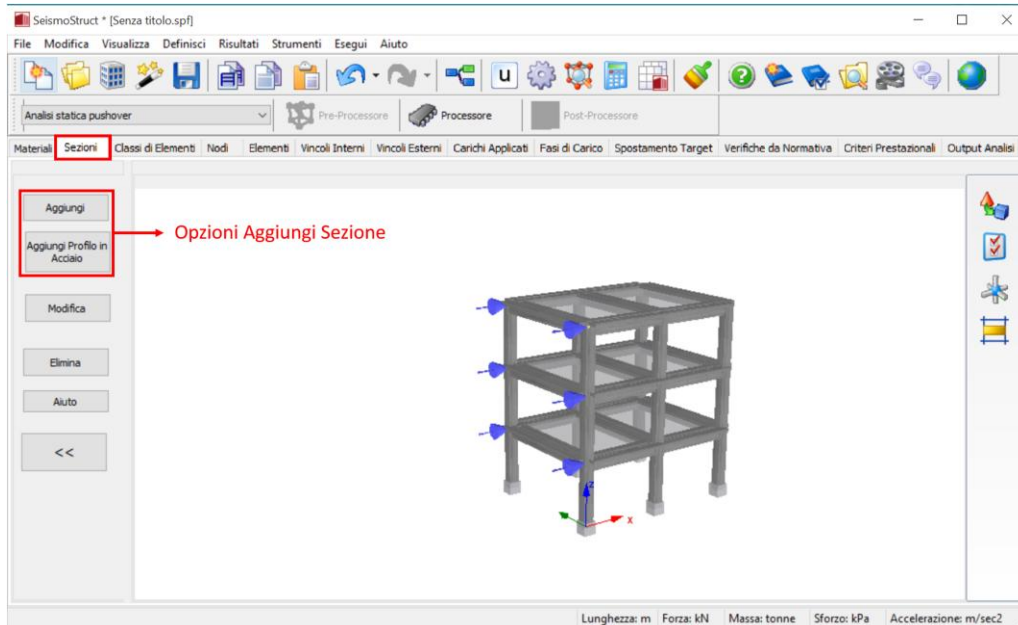 SeismoStruct * [Senza titolo.spf]
File Modifica Visualizza Definisci Risultati Strumenti Esegui Aiuto
u
Analisi statica pushover Pre-Processore Processore Post-Processore
Materiali Sezioni Classi di Elementi Nodi Elementi Vincoli Interni Vincoli Esterni Carichi Applicati Fasi di Carico Spostamento Target Verifiche da Normativa Criteri Prestazionali Output Analisi
Aggiungi
Opzioni Aggiungi Sezione
Aggiungi Profilo in
Acciaio
Modifica
Elimina
Aiuto
<<
z
x
Lunghezza: m Forza: kN Massa: tonne Sforzo: kPa Accelerazione: m/sec2